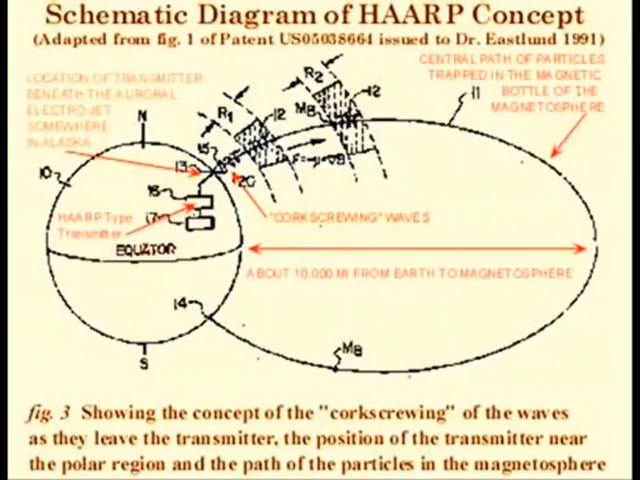 Schematic Diagram of HAARP Concept
(Adapted from fig. 1 of Patent US05038664 issued to Dr. Eastlund 1991)
LOCATION OF TRANSMITTER
BENEATH THE AURORAL
ELECTROJET
SOMEWHERE
IN ALASKA
CENTRAL PATH OF PARTICLES
TRAPPED IN THE MAGNETIC
BOTTLE OF THE
MAGNETOSPHERE
R2
R1
12
MB
12
11
N
15
13
20
10
16
17
HAARP Type
Transmitter
"CORKSCREWING" WAVES
EQUATOR
ABOUT 10,000 MI FROM EARTH TO MAGNETOSPHERE
14
MB
S
fig. 3 Showing the concept of the "corkscrewing" of the waves
as they leave the transmitter, the position of the transmitter near
the polar region and the path of the particles in the magnetosphere